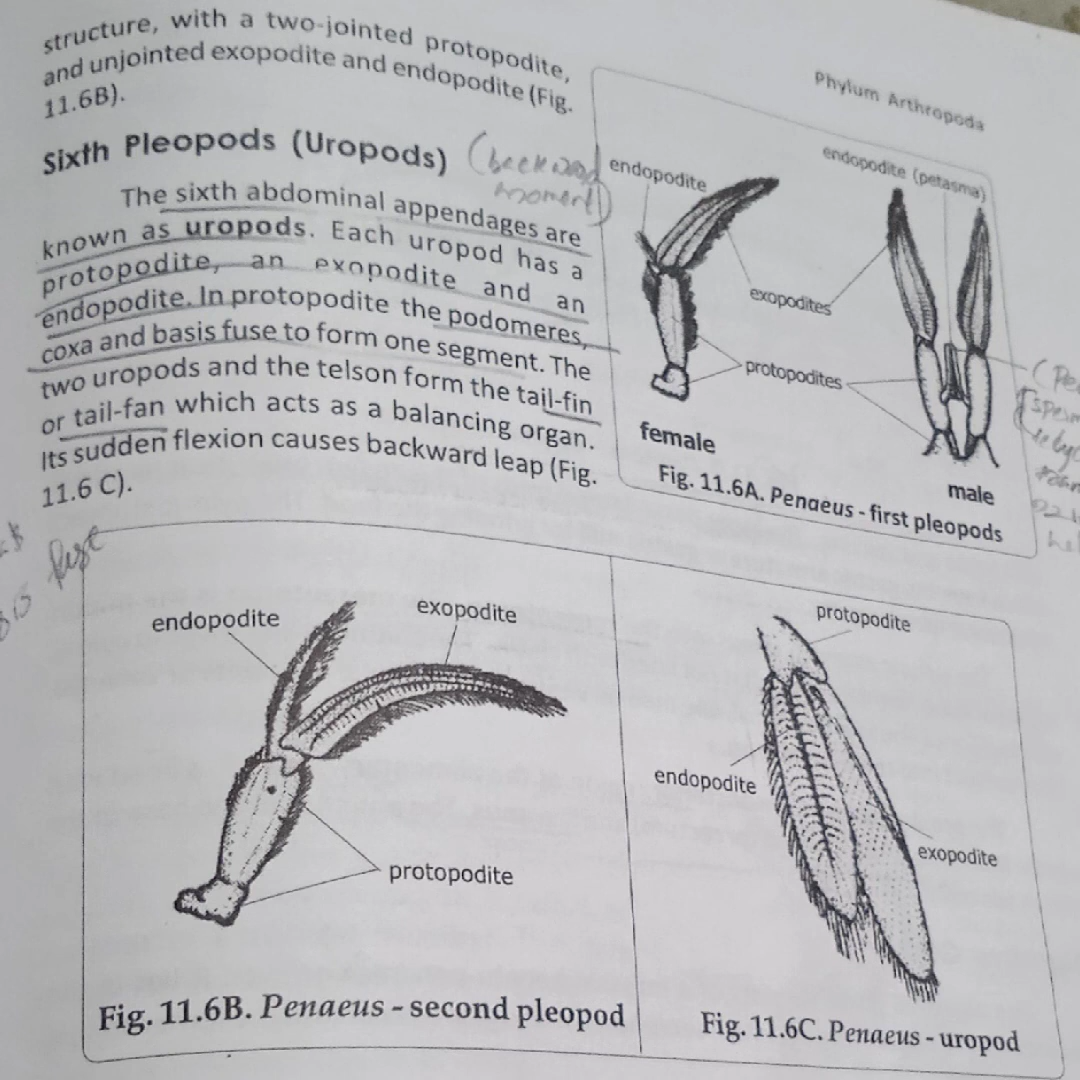 structure, with a two-jointed protopodite,
and unjointed exopodite and endopodite (Fig.
11.6B).
Sixth Pleopods (Uropods)
(backwood
moment)
The sixth abdominal appendages are
known as uropods. Each uropod has a
protopodite, an exopodite and an
endopodite. In protopodite the podomeres,
coxa and basis fuse to form one segment. The
two uropods and the telson form the tail-fin
or tail-fan which acts as a balancing organ.
Its sudden flexion causes backward leap (Fig.
11.6 C).
Phylum Arthropoda
endopodite
endopodite (petasma)
exopodites
protopodites
female
male
Fig. 11.6A. Penaeus - first pleopods
endopodite
exopodite
protopodite
Fig. 11.6B. Penaeus - second pleopod
protopodite
endopodite
exopodite
Fig. 11.6C. Penaeus - uropod